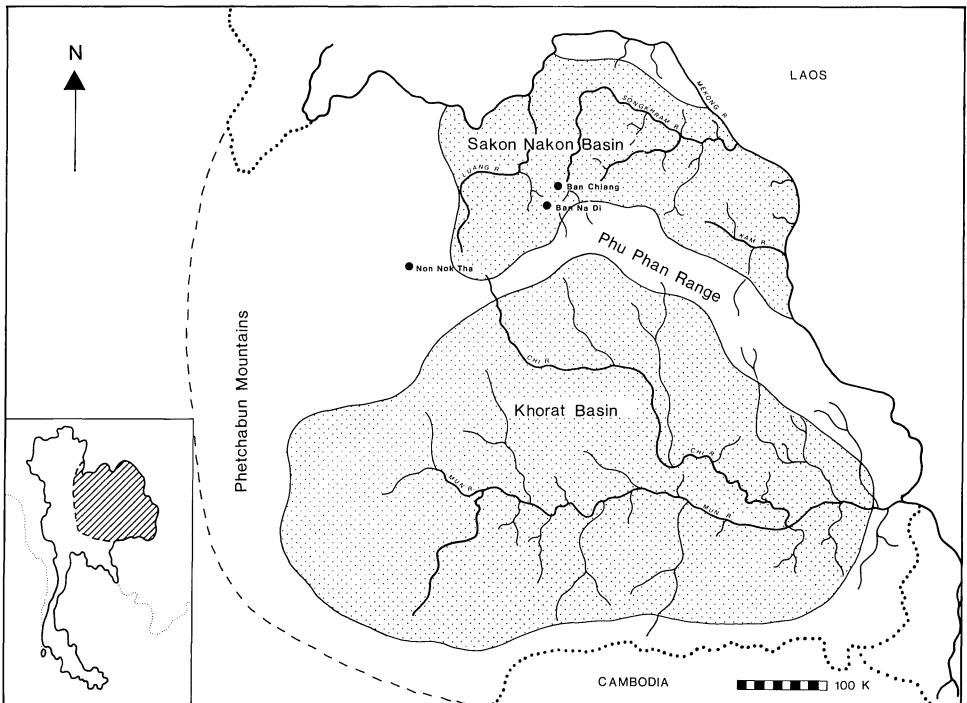 N
LAOS
MEKONG R.
SONGKHRAM R.
Sakon Nakon Basin
LUANG R.
Ban Chiang
Ban Na Di
KAM R.
Phu Phan Range
Non Nok Tha
CHI R.
Phetchabun Mountains
Khorat Basin
CHI R.
MUN R.
MUN R.
CAMBODIA
100 K